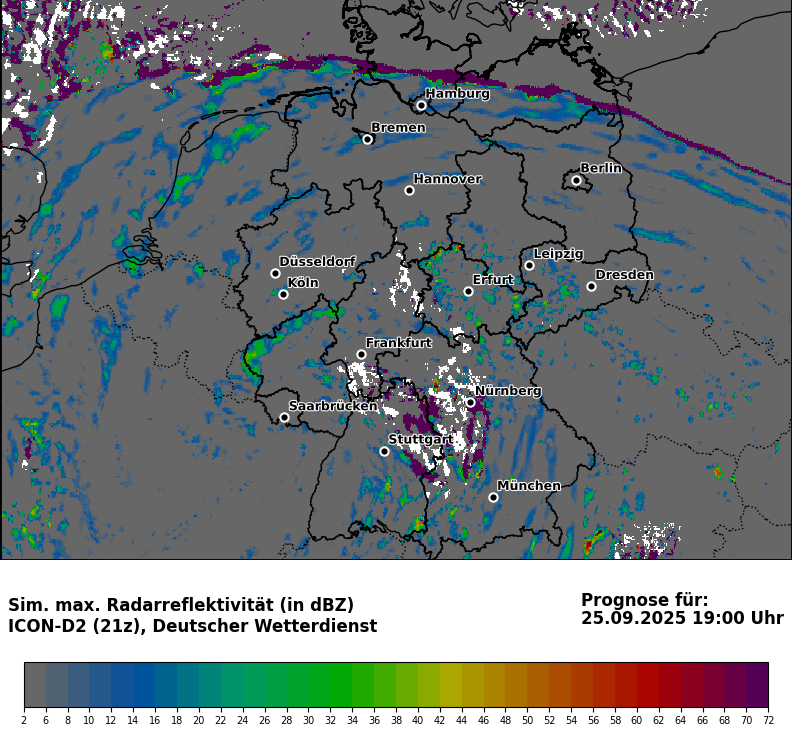 Hamburg
Bremen
Berlin
Hannover
Leipzig
Düsseldorf
Dresden
Köln
Erfurt
Frankfurt
Nürnberg
Saarbrücken
Stuttgart
München
Sim. max. Radarreflektivität (in dBZ)
ICON-D2 (21z), Deutscher Wetterdienst
Prognose für:
25.09.2025 19:00 Uhr
2 6 8 10 12 14 16 18 20 22 24 26 28 30 32 34 36 38 40 42 44 46 48 50 52 54 56 58 60 62 64 66 68 70 72